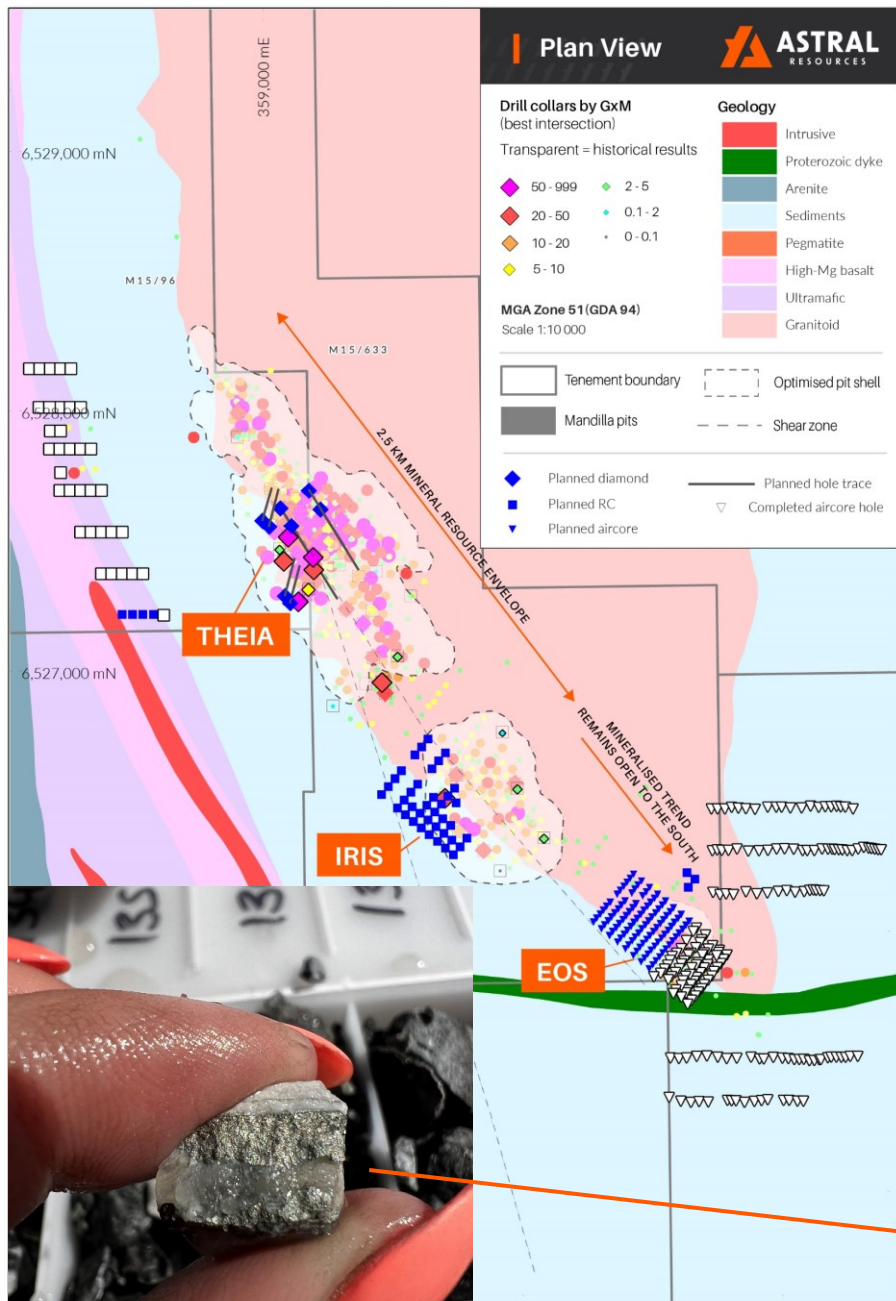 Plan View
ASTRAL
RESOURCES
Drill collars by GxM
(best intersection)
Transparent = historical results
50 - 999
20 - 50
10 - 20
5 - 10
2 - 5
0.1 - 2
0 - 0.1
MGA Zone 51 (GDA 94)
Scale 1:10 000
Geology
Intrusive
Proterozoic dyke
Arenite
Sediments
Pegmatite
High-Mg basalt
Ultramafic
Granitoid
Tenement boundary
Mandilla pits
Optimised pit shell
Shear zone
Planned diamond
Planned RC
Planned aircore
Planned hole trace
Completed aircore hole
359,000 mE
6,529,000 mN
M15/96
M15/633
6,528,000 mN
2.5 KM MINERAL RESOURCE ENVELOPE
THEIA
6,527,000 mN
MINERALISED TREND
REMAINS OPEN TO THE SOUTH
IRIS
EOS